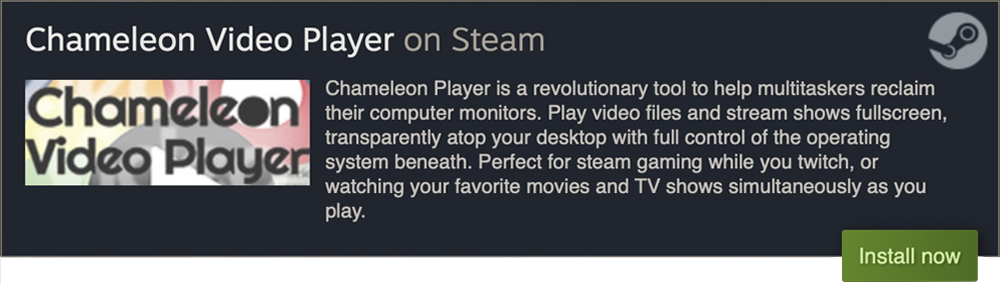 Chameleon Video Player on Steam
Chameleon
Video Player
Chameleon Player is a revolutionary tool to help multitaskers reclaim
their computer monitors. Play video files and stream shows fullscreen,
transparently atop your desktop with full control of the operating
system beneath. Perfect for steam gaming while you twitch, or
watching your favorite movies and TV shows simultaneously as you
play.
Install now